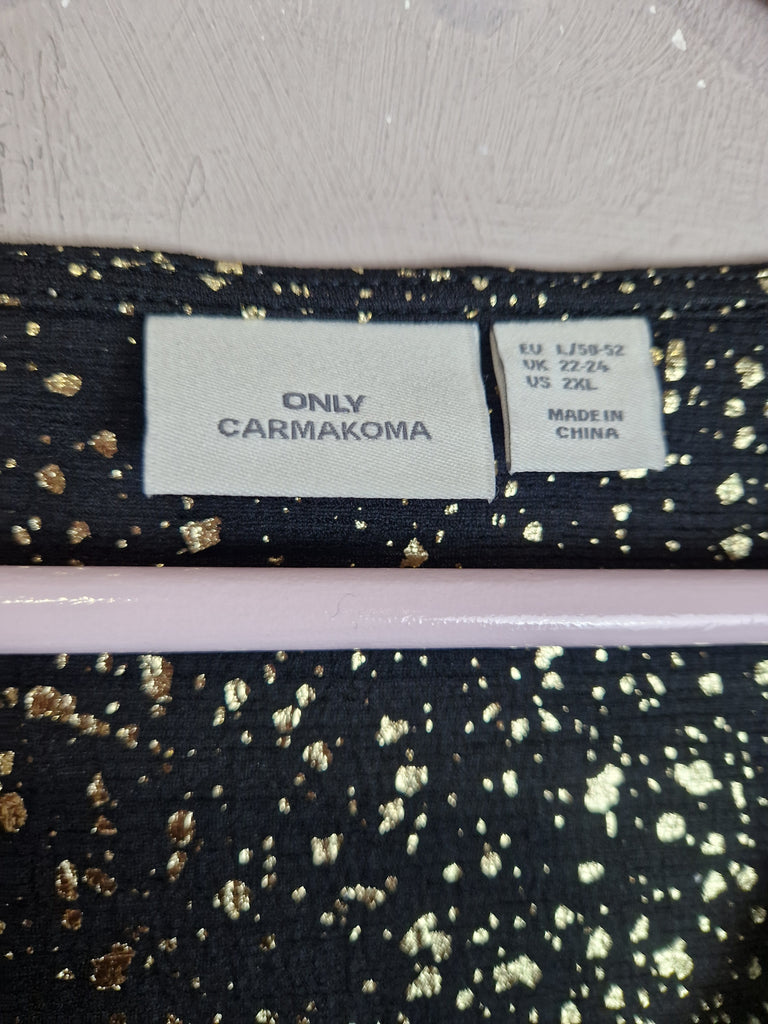 ONLY
CARMAKOMA
EU L/50-52
UK 22-24
US 2XL
MADE IN
CHINA